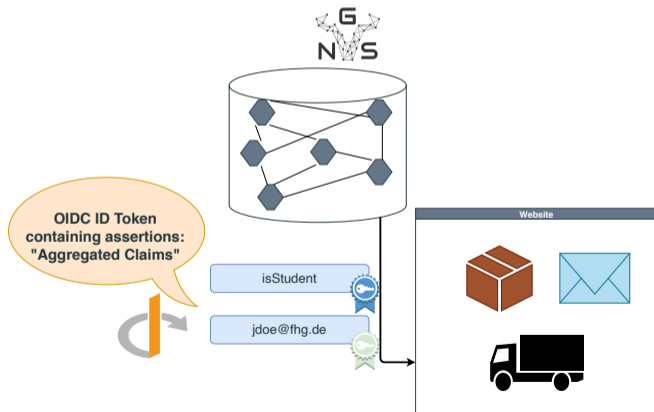 G
N S
OIDC ID Token
containing assertions:
"Aggregated Claims"
Website
isStudent
jdoe@fhg.de